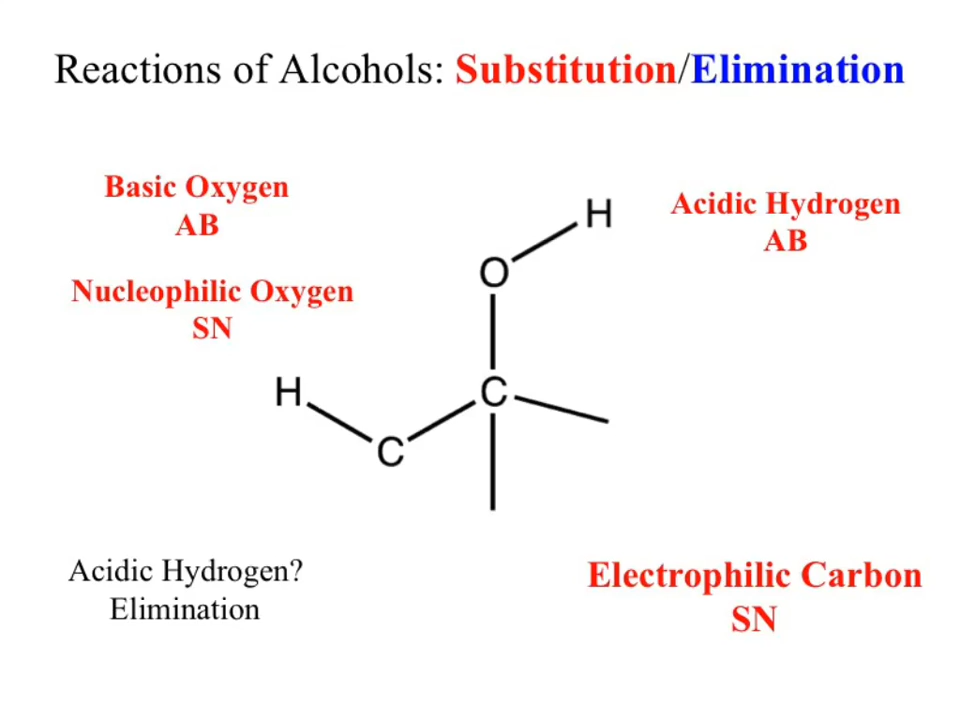 Reactions of Alcohols: Substitution/Elimination
Basic Oxygen
AB
Acidic Hydrogen
AB
Nucleophilic Oxygen
SN
H
O
H
C
C
Acidic Hydrogen?
Elimination
Electrophilic Carbon
SN